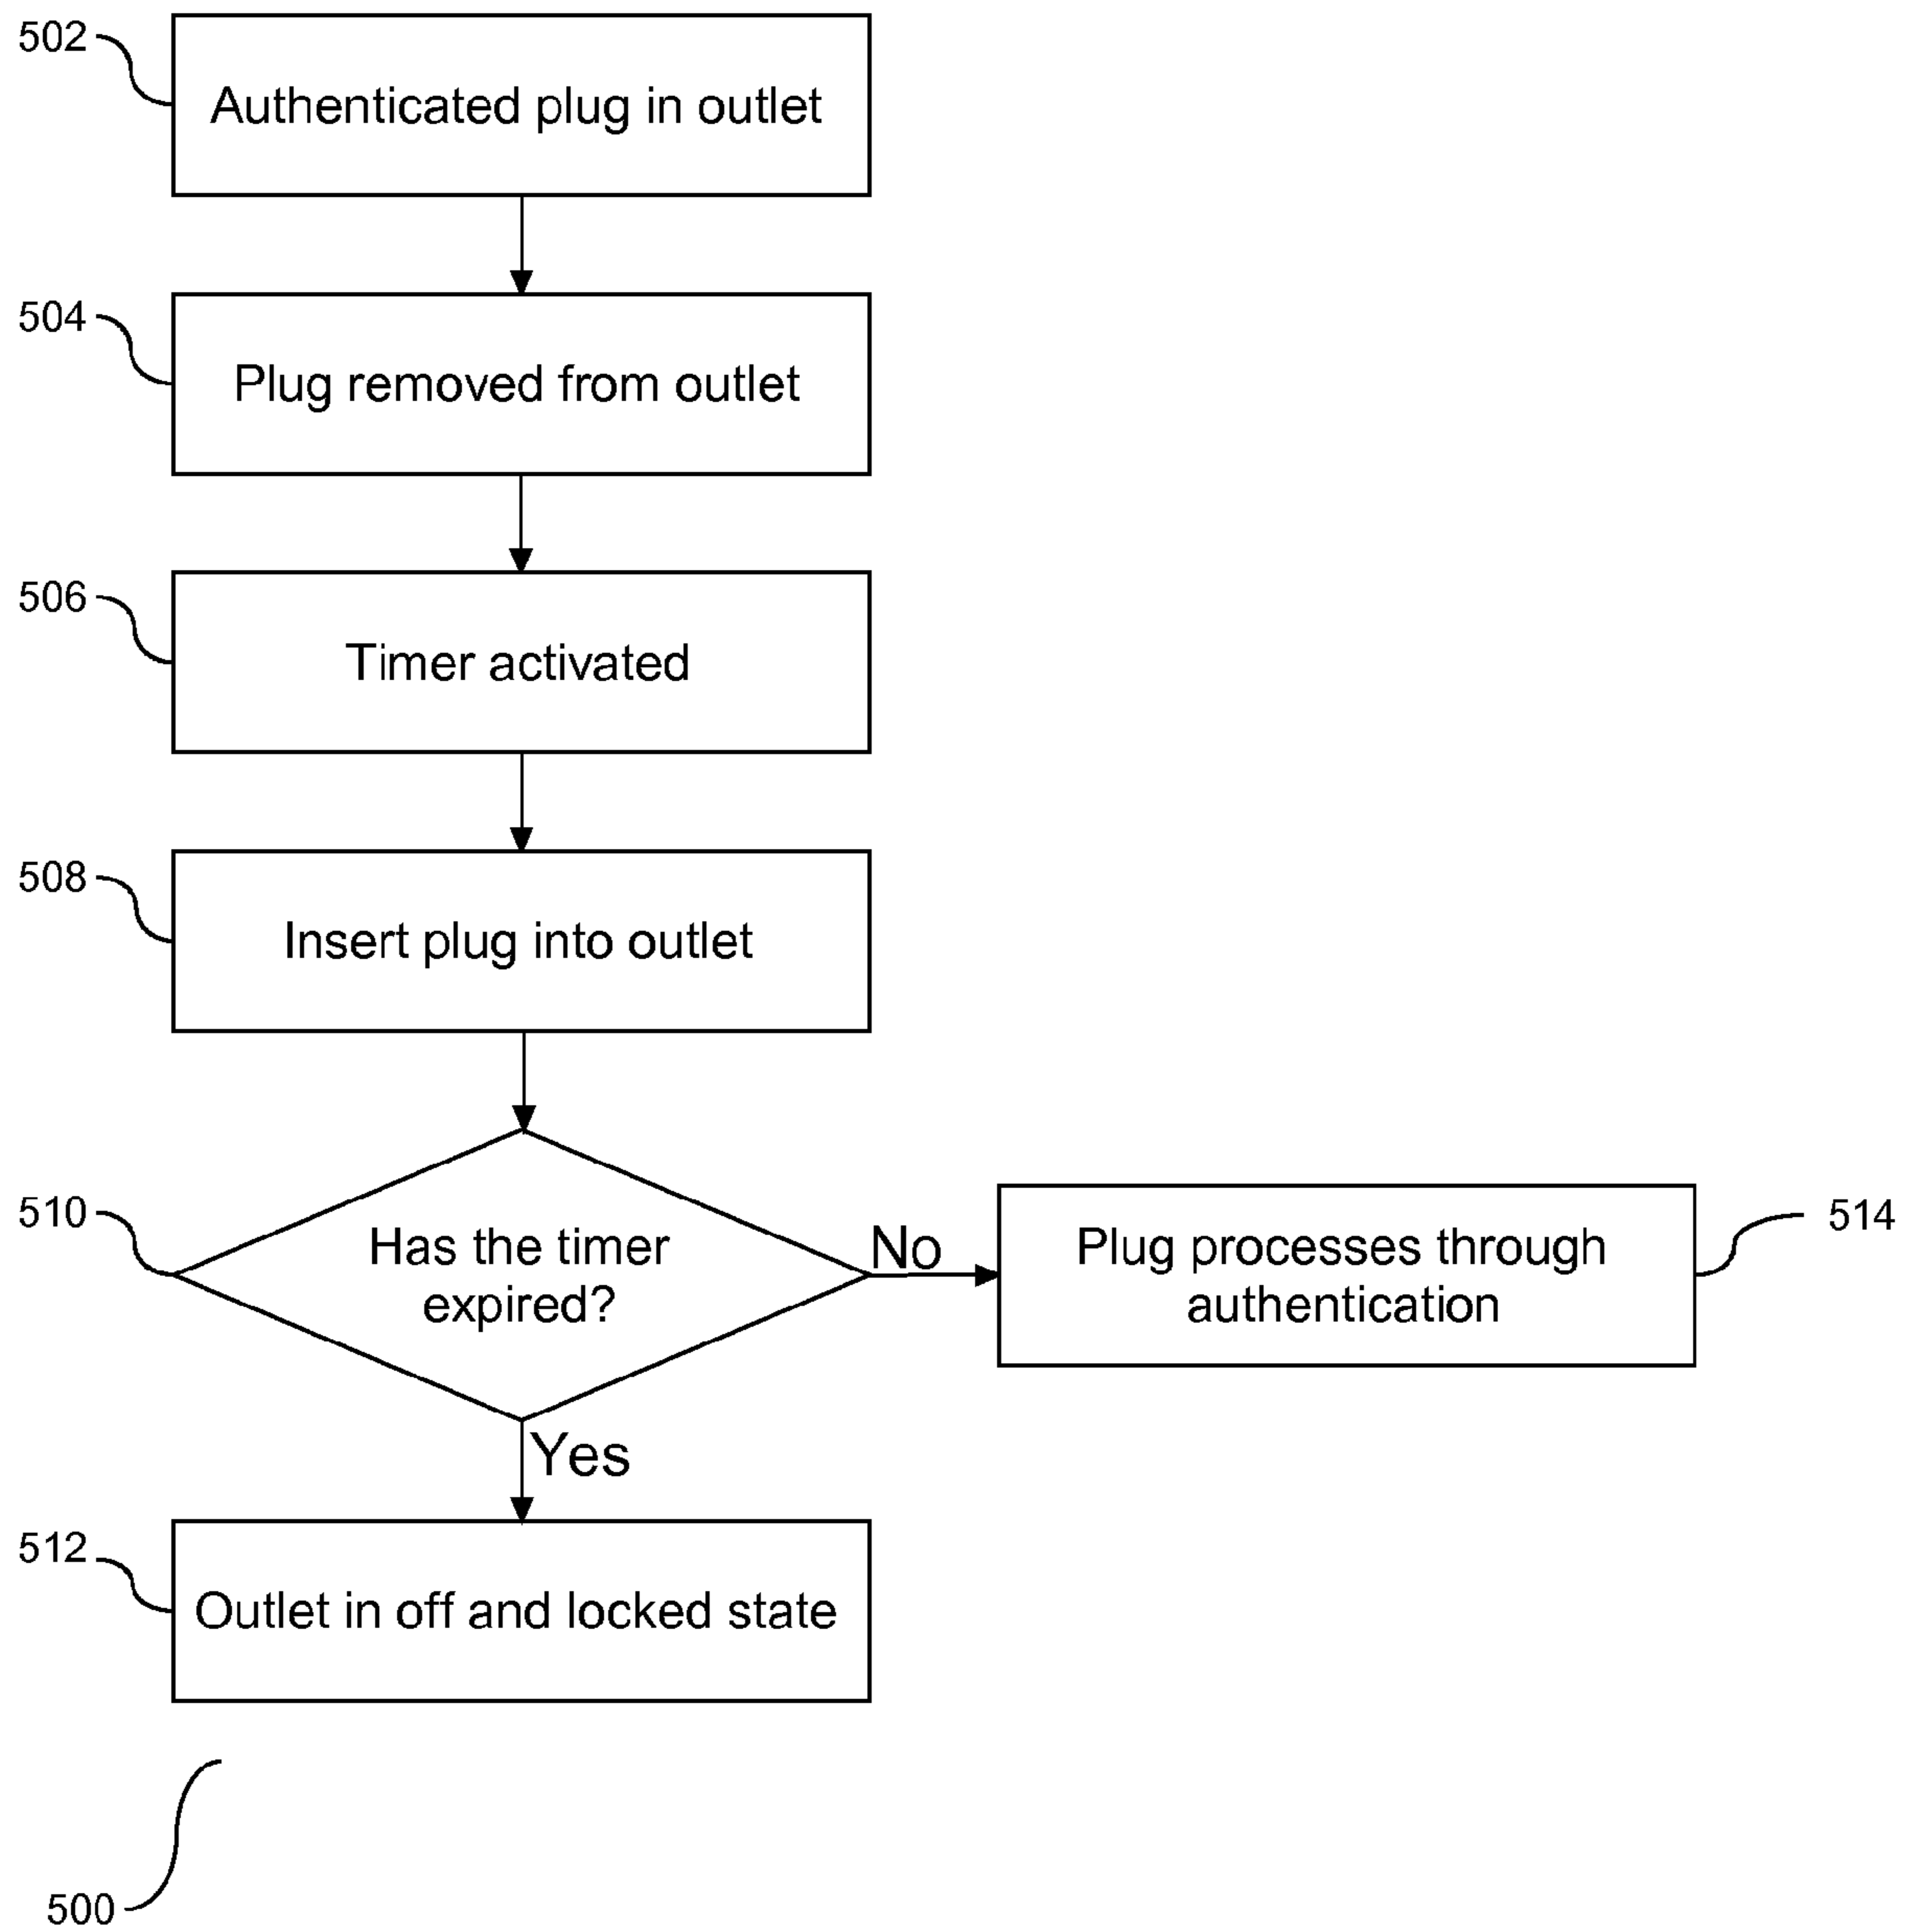 502
Authenticated plug in outlet
504
Plug removed from outlet
506
Timer activated
508
Insert plug into outlet
510
Has the timer
expired?
No
Plug processes through
authentication
514
Yes
512
Outlet in off and locked state
500